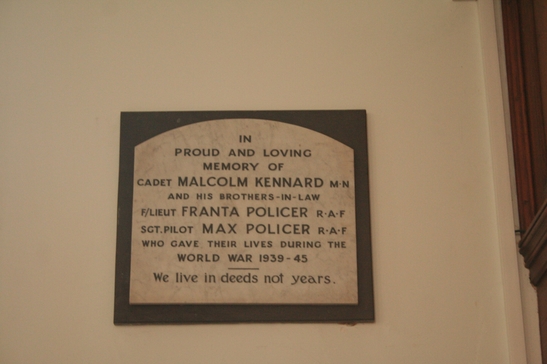 IN
PROUD AND LOVING
MEMORY OF
CADET MALCOLM KENNARD M·N
AND HIS BROTHERS-IN-LAW
F/LIEUT FRANTA POLICER R·A·F
SGT. PILOT MAX POLICER R·A·F
WHO GAVE THEIR LIVES DURING THE
WORLD WAR 1939-45
We live in deeds not years.